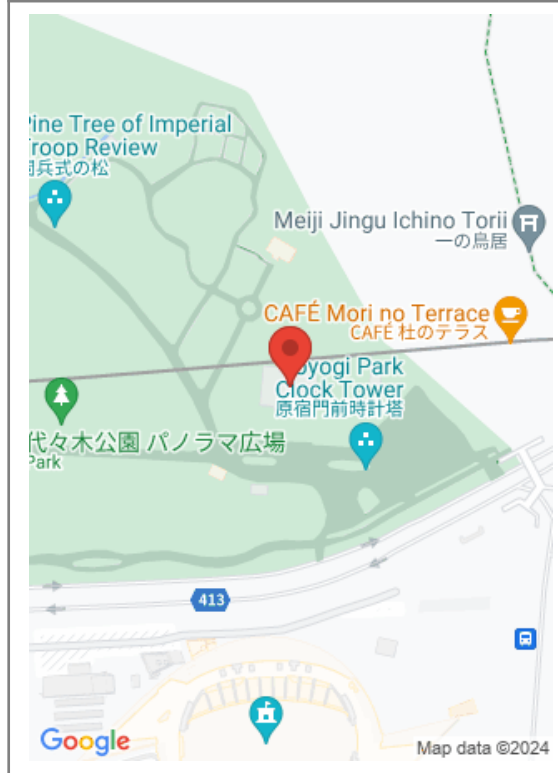 Pine Tree of Imperial
Troop Review
閲兵式の松
Meiji Jingu Ichino Torii
一の鳥居
CAFÉ Mori no Terrace
CAFÉ 杜のテラス
oyogi Park
Clock Tower
原宿門前時計塔
代々木公園 パノラマ広場
Park
413
Google
Map data ©2024